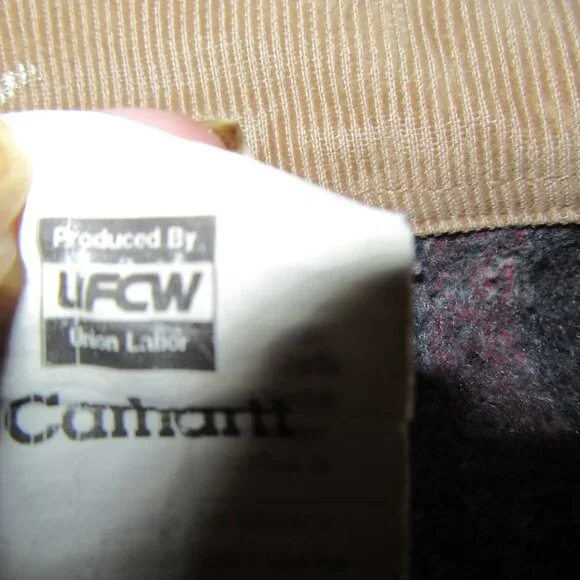 Produced By
UFCW
Union Labor
Carhartt